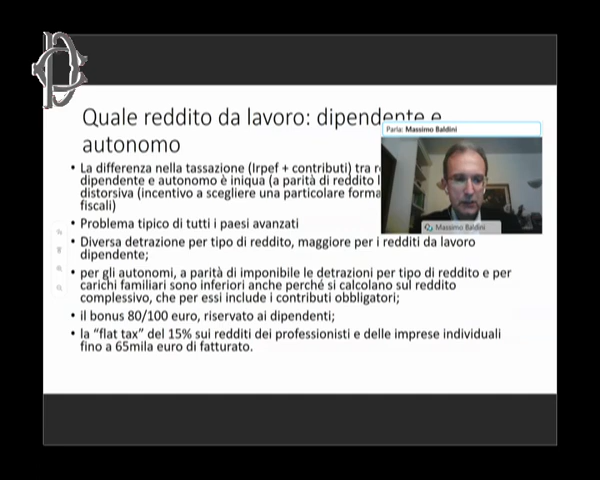 Quale reddito da lavoro: dipendente e
autonomo
Parla: Massimo Baldini
• La differenza nella tassazione (Irpef + contributi) tra
dipendente e autonomo è iniqua (a parità di reddito
distorsiva (incentivo a scegliere una particolare forma
fiscali)
Massimo Baldini
• Problema tipico di tutti i paesi avanzati
• Diversa detrazione per tipo di reddito, maggiore per i redditi da lavoro
dipendente;
• per gli autonomi, a parità di imponibile le detrazioni per tipo di reddito e per
carichi familiari sono inferiori anche perché si calcolano sul reddito
complessivo, che per essi include i contributi obbligatori;
• il bonus 80/100 euro, riservato ai dipendenti;
• la “flat tax” del 15% sui redditi dei professionisti e delle imprese individuali
fino a 65mila euro di fatturato.